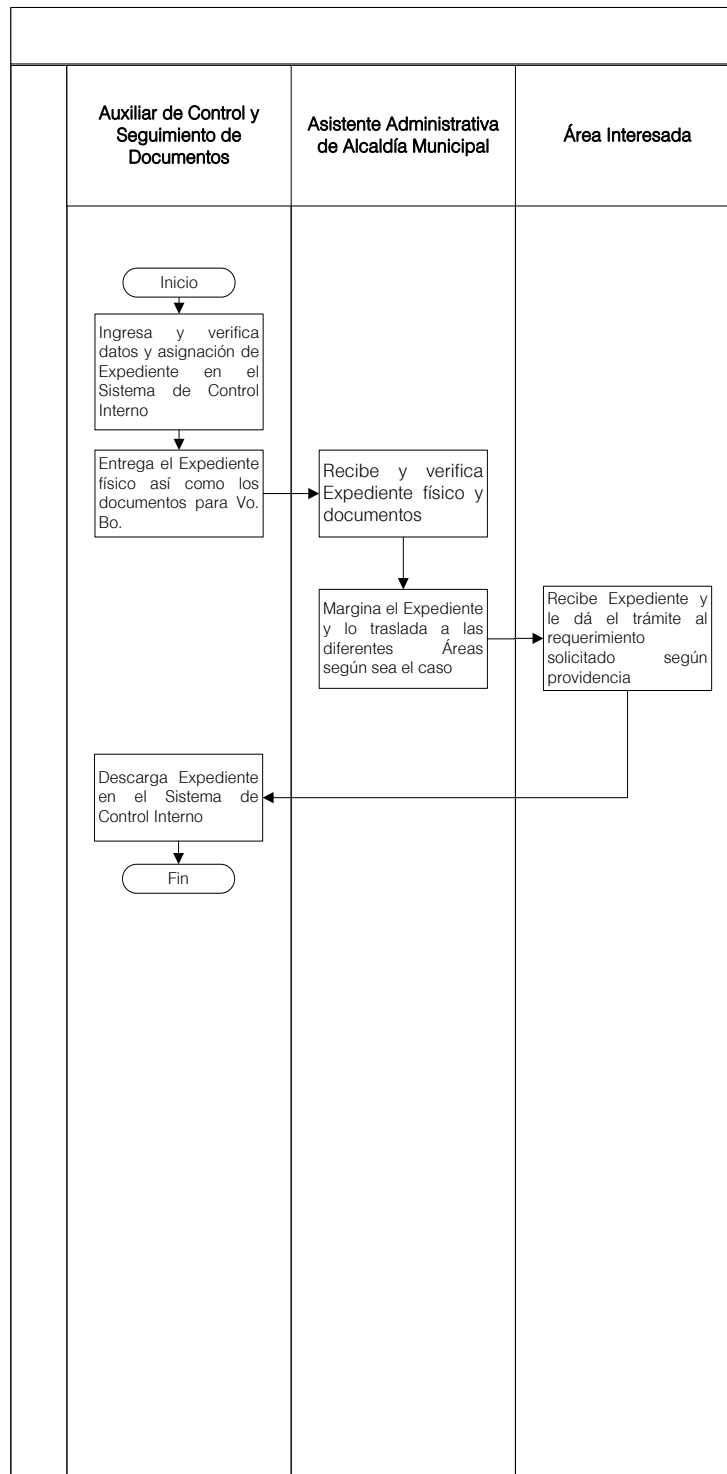 Auxiliar de Control y
Seguimiento de
Documentos
Asistente Administrativa
de Alcaldía Municipal
Área Interesada
Inicio
Ingresa y verifica
datos y asignación de
Expediente en el
Sistema de Control
Interno
Entrega el Expediente
físico así como los
documentos para Vo.
Bo.
Recibe y verifica
Expediente físico y
documentos
Margina el Expediente
y lo traslada a las
diferentes Áreas
según sea el caso
Recibe Expediente y
le dá el trámite al
requerimiento
solicitado según
providencia
Descarga Expediente
en el Sistema de
Control Interno
Fin